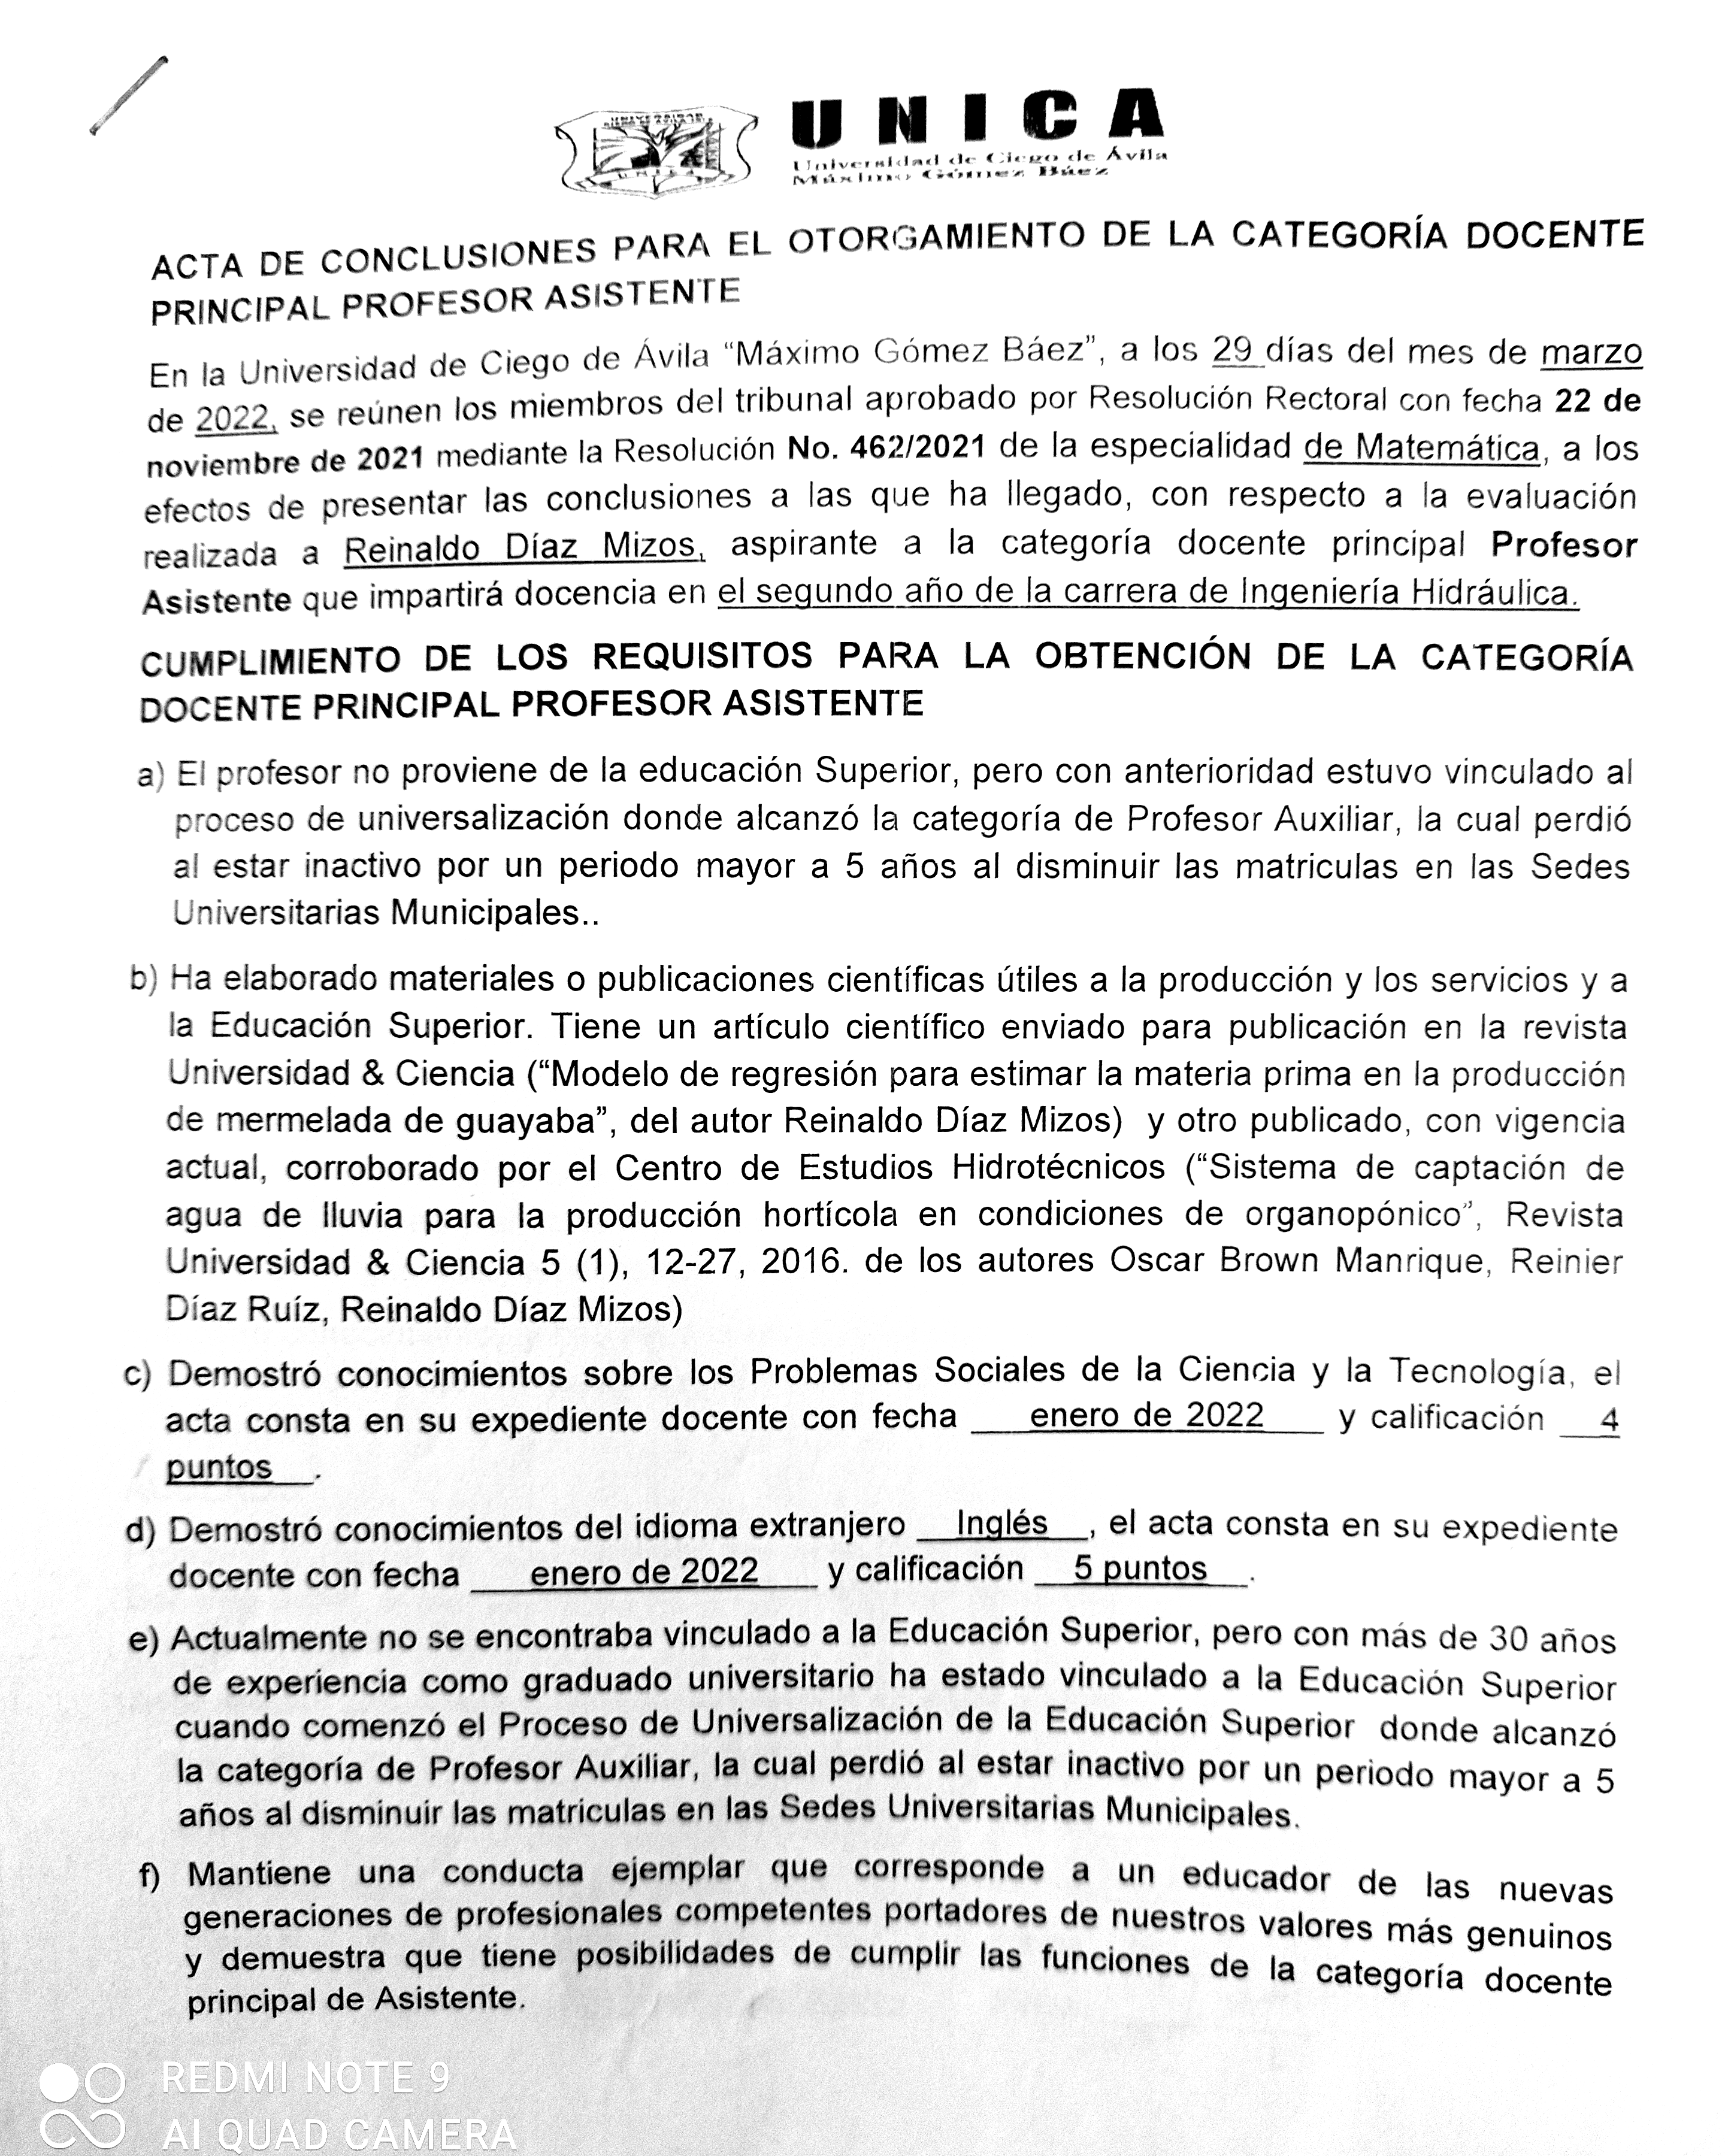 UNICA
Universidad de Ciego de Ávila
Máximo Gómez Báez
UNICA
ACTA DE CONCLUSIONES PARA EL OTORGAMIENTO DE LA CATEGORÍA DOCENTE
PRINCIPAL PROFESOR ASISTENTE
En la Universidad de Ciego de Ávila “Máximo Gómez Báez”, a los 29 días del mes de marzo
de 2022, se reúnen los miembros del tribunal aprobado por Resolución Rectoral con fecha 22 de
noviembre de 2021 mediante la Resolución No. 462/2021 de la especialidad de Matemática, a los
efectos de presentar las conclusiones a las que ha llegado, con respecto a la evaluación
realizada a Reinaldo Díaz Mizos, aspirante a la categoría docente principal Profesor
Asistente que impartirá docencia en el segundo año de la carrera de Ingeniería Hidráulica.
CUMPLIMIENTO DE LOS REQUISITOS PARA LA OBTENCIÓN DE LA CATEGORÍA
DOCENTE PRINCIPAL PROFESOR ASISTENTE
a) El profesor no proviene de la educación Superior, pero con anterioridad estuvo vinculado al
proceso de universalización donde alcanzó la categoría de Profesor Auxiliar, la cual perdió
al estar inactivo por un periodo mayor a 5 años al disminuir las matriculas en las Sedes
Universitarias Municipales..
b) Ha elaborado materiales o publicaciones científicas útiles a la producción y los servicios y a
la Educación Superior. Tiene un artículo científico enviado para publicación en la revista
Universidad & Ciencia (“Modelo de regresión para estimar la materia prima en la producción
de mermelada de guayaba”, del autor Reinaldo Díaz Mizos) y otro publicado, con vigencia
actual, corroborado por el Centro de Estudios Hidrotécnicos (“Sistema de captación de
agua de lluvia para la producción hortícola en condiciones de organopónico”, Revista
Universidad & Ciencia 5 (1), 12-27, 2016. de los autores Oscar Brown Manrique, Reinier
Díaz Ruíz, Reinaldo Díaz Mizos)
c) Demostró conocimientos sobre los Problemas Sociales de la Ciencia y la Tecnología, el
acta consta en su expediente docente con fecha ___enero de 2022___ y calificación __4
puntos__.
d) Demostró conocimientos del idioma extranjero __Inglés__, el acta consta en su expediente
docente con fecha ___enero de 2022___ y calificación __5 puntos__.
e) Actualmente no se encontraba vinculado a la Educación Superior, pero con más de 30 años
de experiencia como graduado universitario ha estado vinculado a la Educación Superior
cuando comenzó el Proceso de Universalización de la Educación Superior donde alcanzó
la categoría de Profesor Auxiliar, la cual perdió al estar inactivo por un periodo mayor a 5
años al disminuir las matriculas en las Sedes Universitarias Municipales.
f) Mantiene una conducta ejemplar que corresponde a un educador de las nuevas
generaciones de profesionales competentes portadores de nuestros valores más genuinos
y demuestra que tiene posibilidades de cumplir las funciones de la categoría docente
principal de Asistente.
REDMI NOTE 9
AI QUAD CAMERA